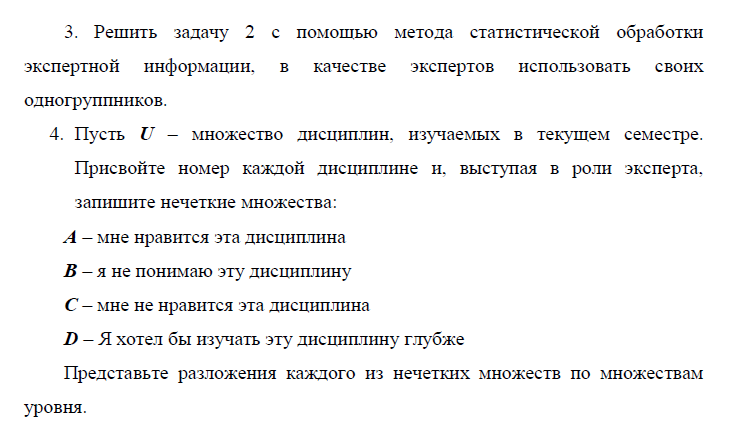 3. Решить задачу 2 с помощью метода статистической обработки
экспертной информации, в качестве экспертов использовать своих
одногруппников.
4. Пусть U – множество дисциплин, изучаемых в текущем семестре.
Присвойте номер каждой дисциплине и, выступая в роли эксперта,
запишите нечеткие множества:
A – мне нравится эта дисциплина
B – я не понимаю эту дисциплину
C – мне не нравится эта дисциплина
D – Я хотел бы изучать эту дисциплину глубже
Представьте разложения каждого из нечетких множеств по множествам
уровня.